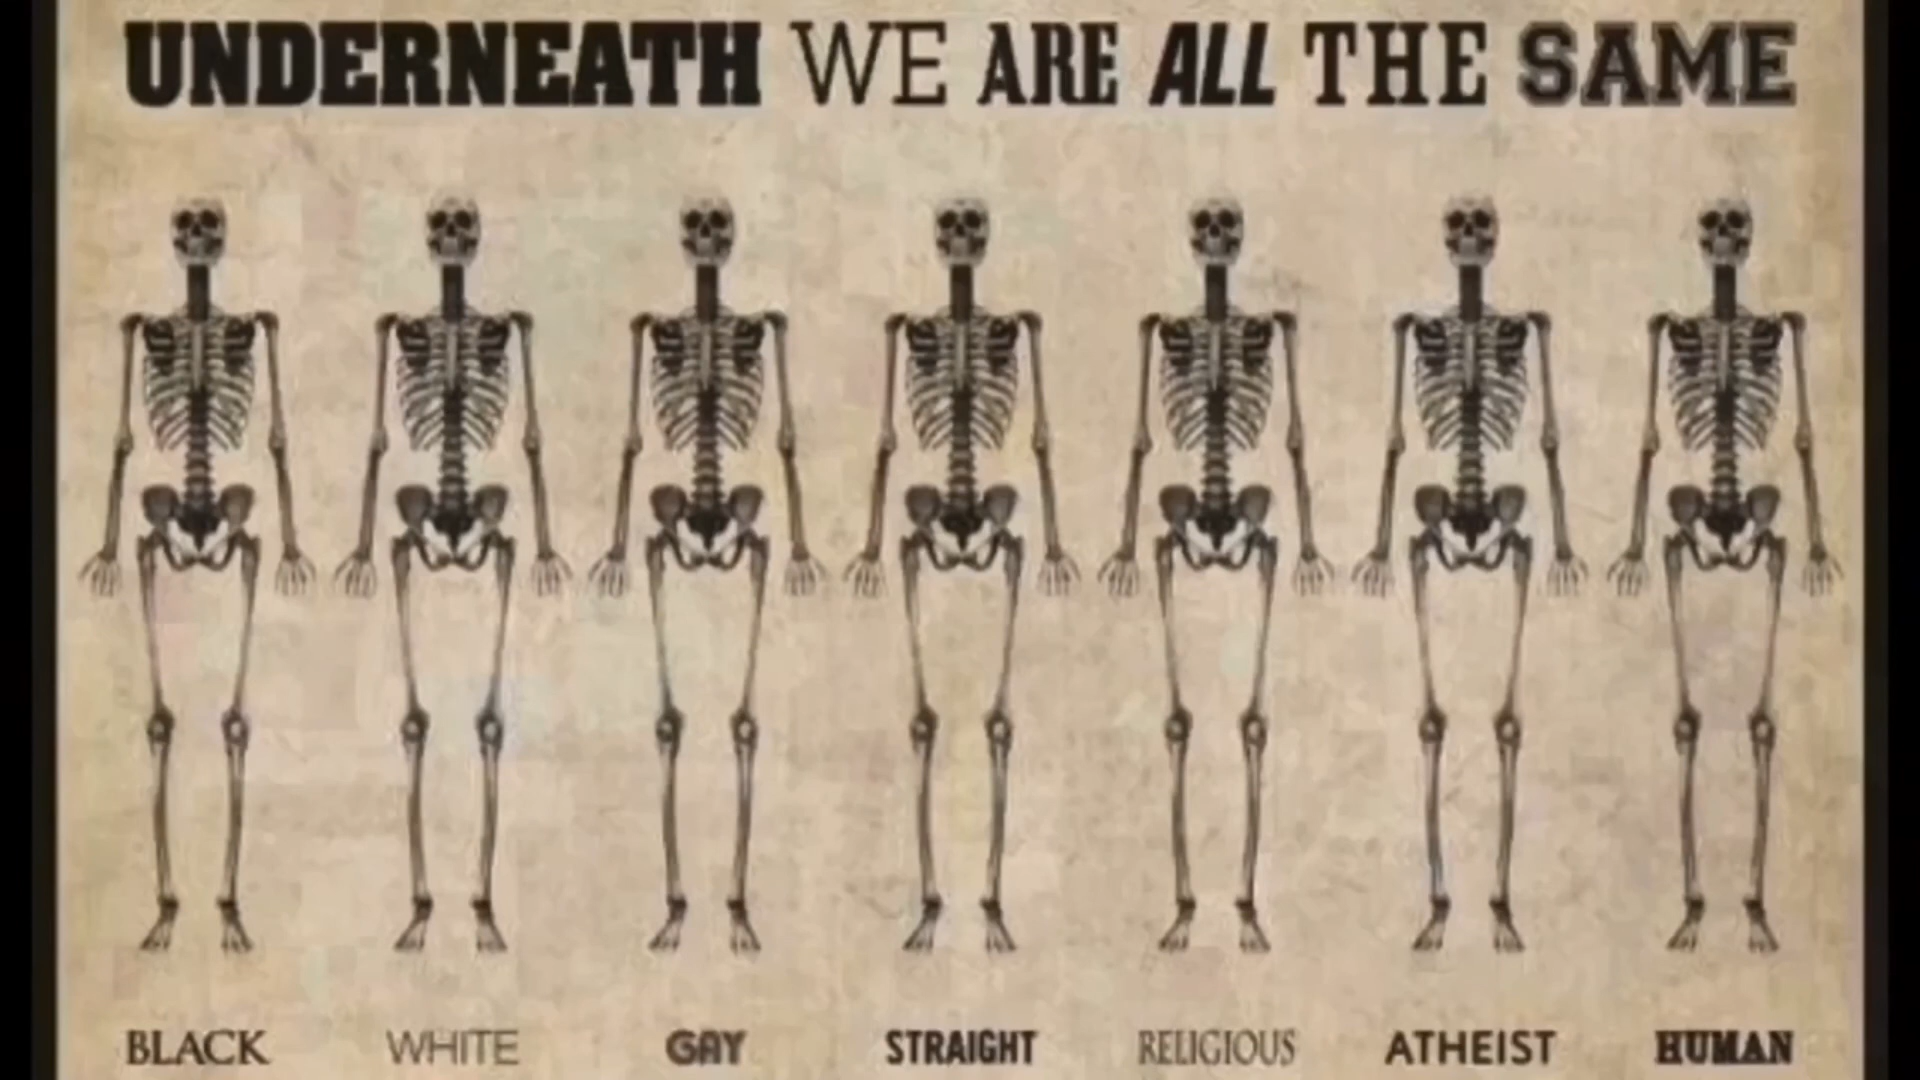 UNDERNEATH WE ARE ALL THE SAME
BLACK WHITE GAY STRAIGHT RELIGIOUS ATHEIST HUMAN